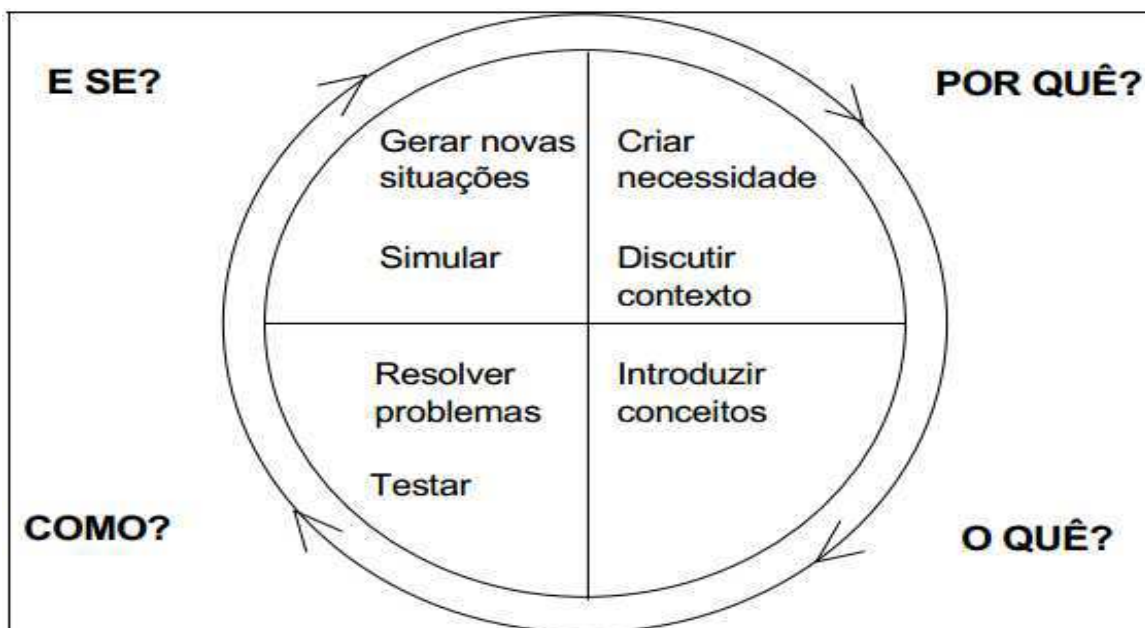 E SE?
POR QUÊ?
Gerar novas
situações
Simular
Criar
necessidade
Discutir
contexto
Resolver
problemas
Testar
Introduzir
conceitos
COMO?
O QUÊ?